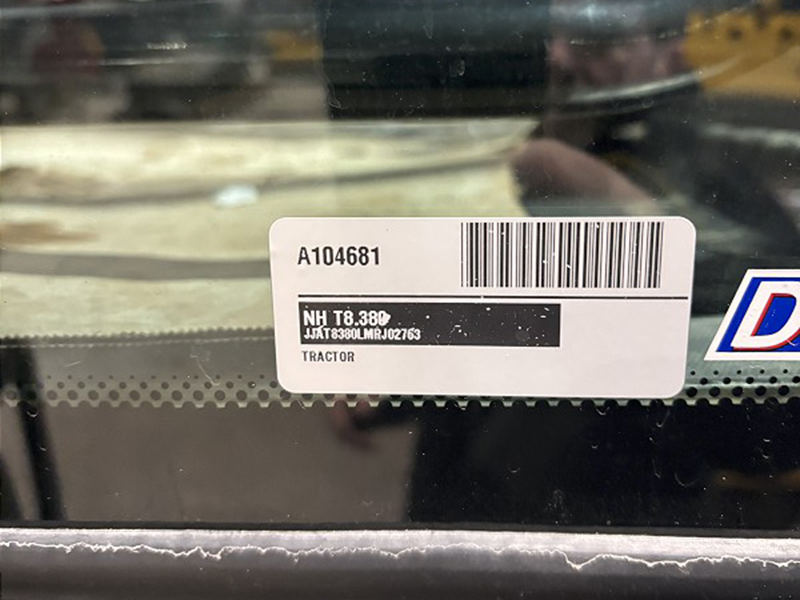 A104681
NH T8.380
JJAT8380LMRJ02763
TRACTOR
D